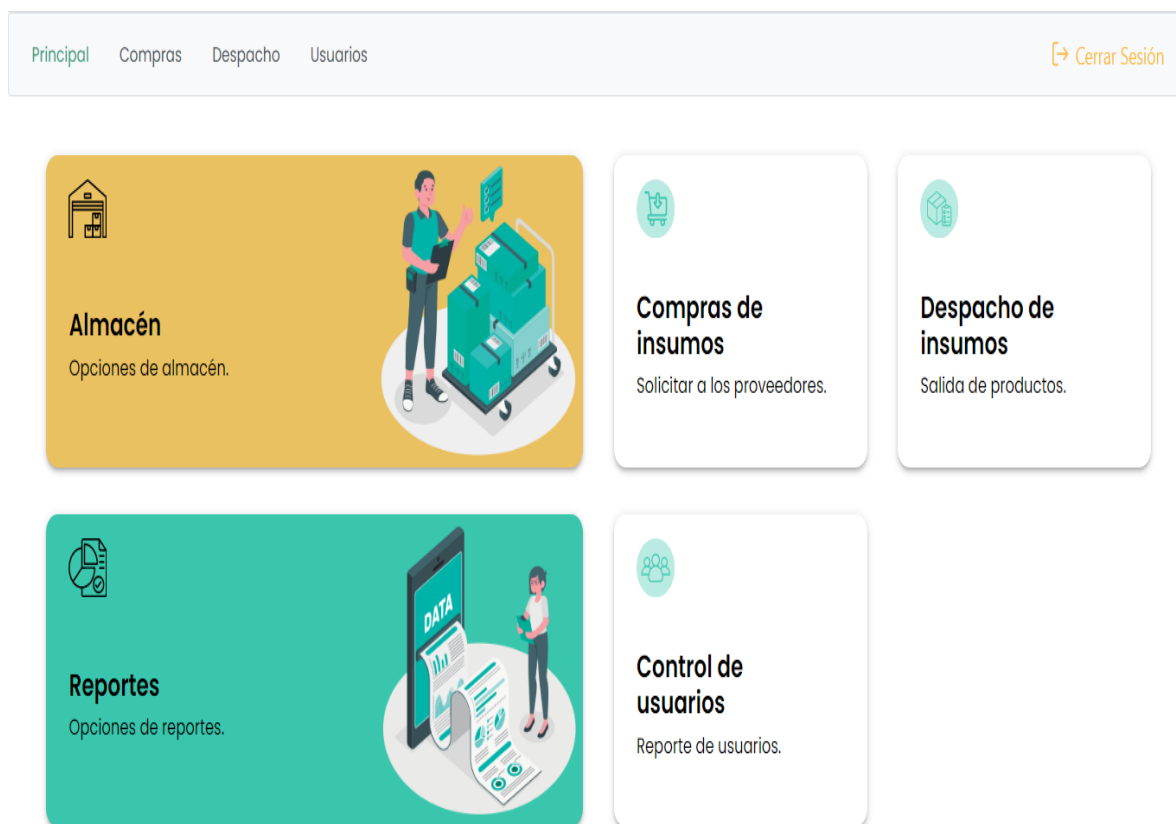 Principal Compras Despacho Usuarios Cerrar Sesión
Almacén
Opciones de almacén.
Compras de
insumos
Solicitar a los proveedores.
Despacho de
insumos
Salida de productos.
DATA
Reportes
Opciones de reportes.
Control de
usuarios
Reporte de usuarios.